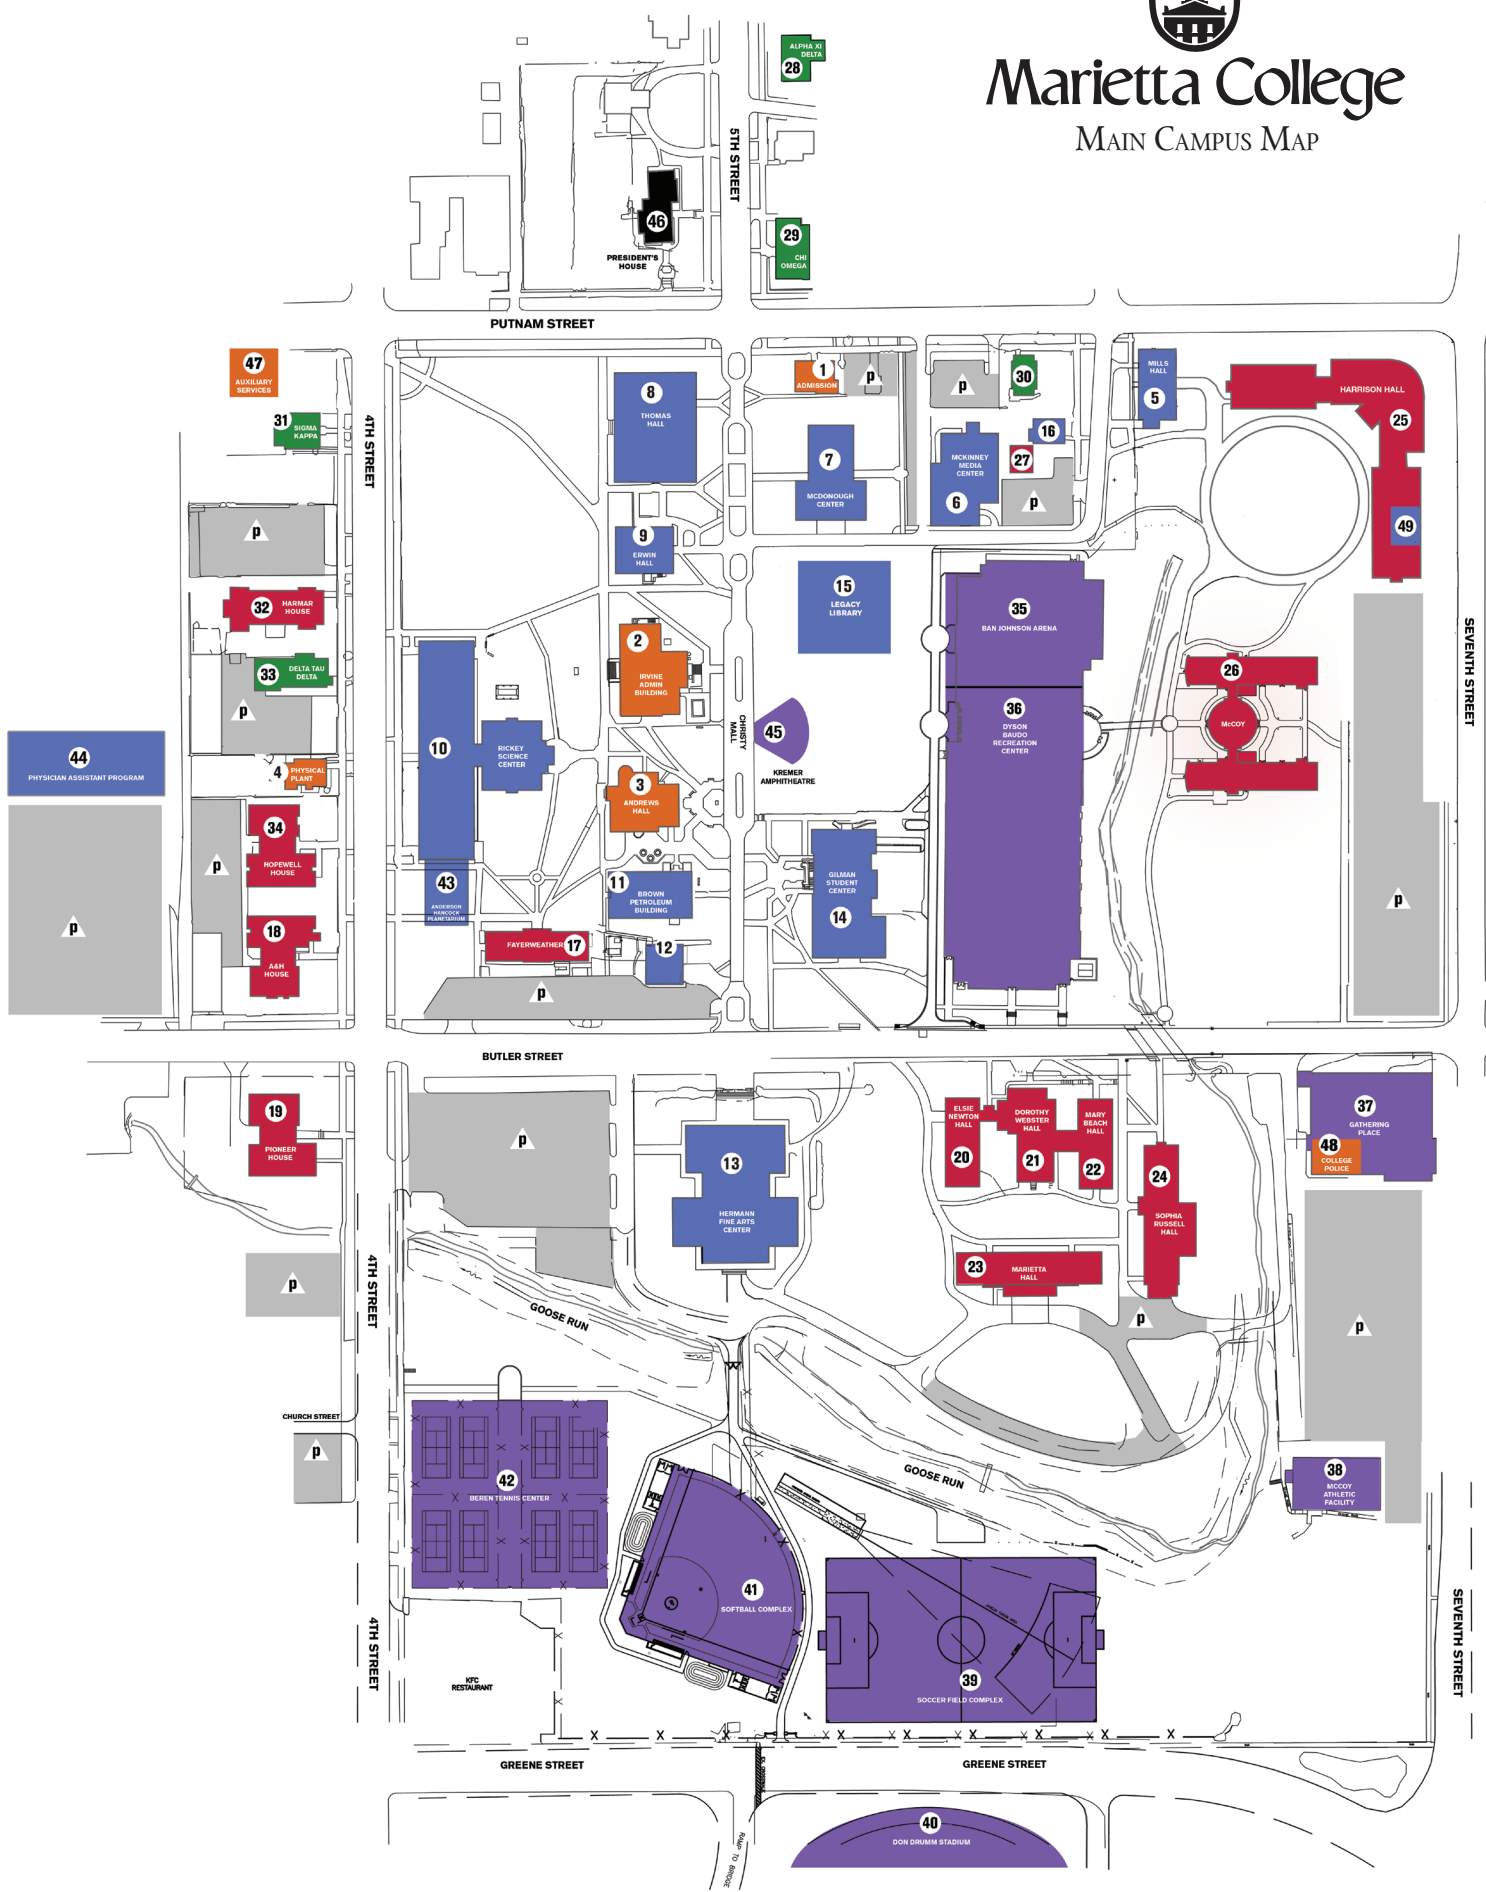 Marietta College
MAIN CAMPUS MAP
ALPHA XI
DELTA
28
5TH STREET
46
PRESIDENT'S
HOUSE
29
CHI
OMEGA
PUTNAM STREET
47
AUXILIARY
SERVICES
31
SIGMA
KAPPA
4TH STREET
8
THOMAS
HALL
1
ADMISSION
P
P
30
MILLS
HALL
5
HARRISON HALL
25
7
MCDONOUGH
CENTER
MCKINNEY
MEDIA
CENTER
6
16
27
P
49
P
9
ERWIN
HALL
15
LEGACY
LIBRARY
35
BAN JOHNSON ARENA
32
HARMAR
HOUSE
2
IRVINE
ADMIN
BUILDING
33
DELTA TAU
DELTA
P
26
McCOY
SEVENTH STREET
36
DYSON
BAUDO
RECREATION
CENTER
CHRISTY
MALL
45
KREMER
AMPHITHEATRE
44
PHYSICIAN ASSISTANT PROGRAM
10
RICKEY
SCIENCE
CENTER
4
PHYSICAL
PLANT
3
ANDREWS
HALL
34
HOPEWELL
HOUSE
P
43
ANDERSON
HANCOCK
PLANETARIUM
11
BROWN
PETROLEUM
BUILDING
GILMAN
STUDENT
CENTER
14
P
P
18
A&H
HOUSE
FAYERWEATHER
17
12
P
BUTLER STREET
19
PIONEER
HOUSE
P
13
HERMANN
FINE ARTS
CENTER
ELSIE
NEWTON
HALL
20
DOROTHY
WEBSTER
HALL
21
MARY
BEACH
HALL
22
24
SOPHIA
RUSSELL
HALL
37
GATHERING
PLACE
48
COLLEGE
POLICE
23
MARIETTA
HALL
P
4TH STREET
GOOSE RUN
P
P
CHURCH STREET
P
42
BEREN TENNIS CENTER
GOOSE RUN
38
MCCOY
ATHLETIC
FACILITY
41
SOFTBALL COMPLEX
4TH STREET
KFC
RESTAURANT
39
SOCCER FIELD COMPLEX
SEVENTH STREET
GREENE STREET
GREENE STREET
40
DON DRUMM STADIUM
RAMP TO BRIDGE